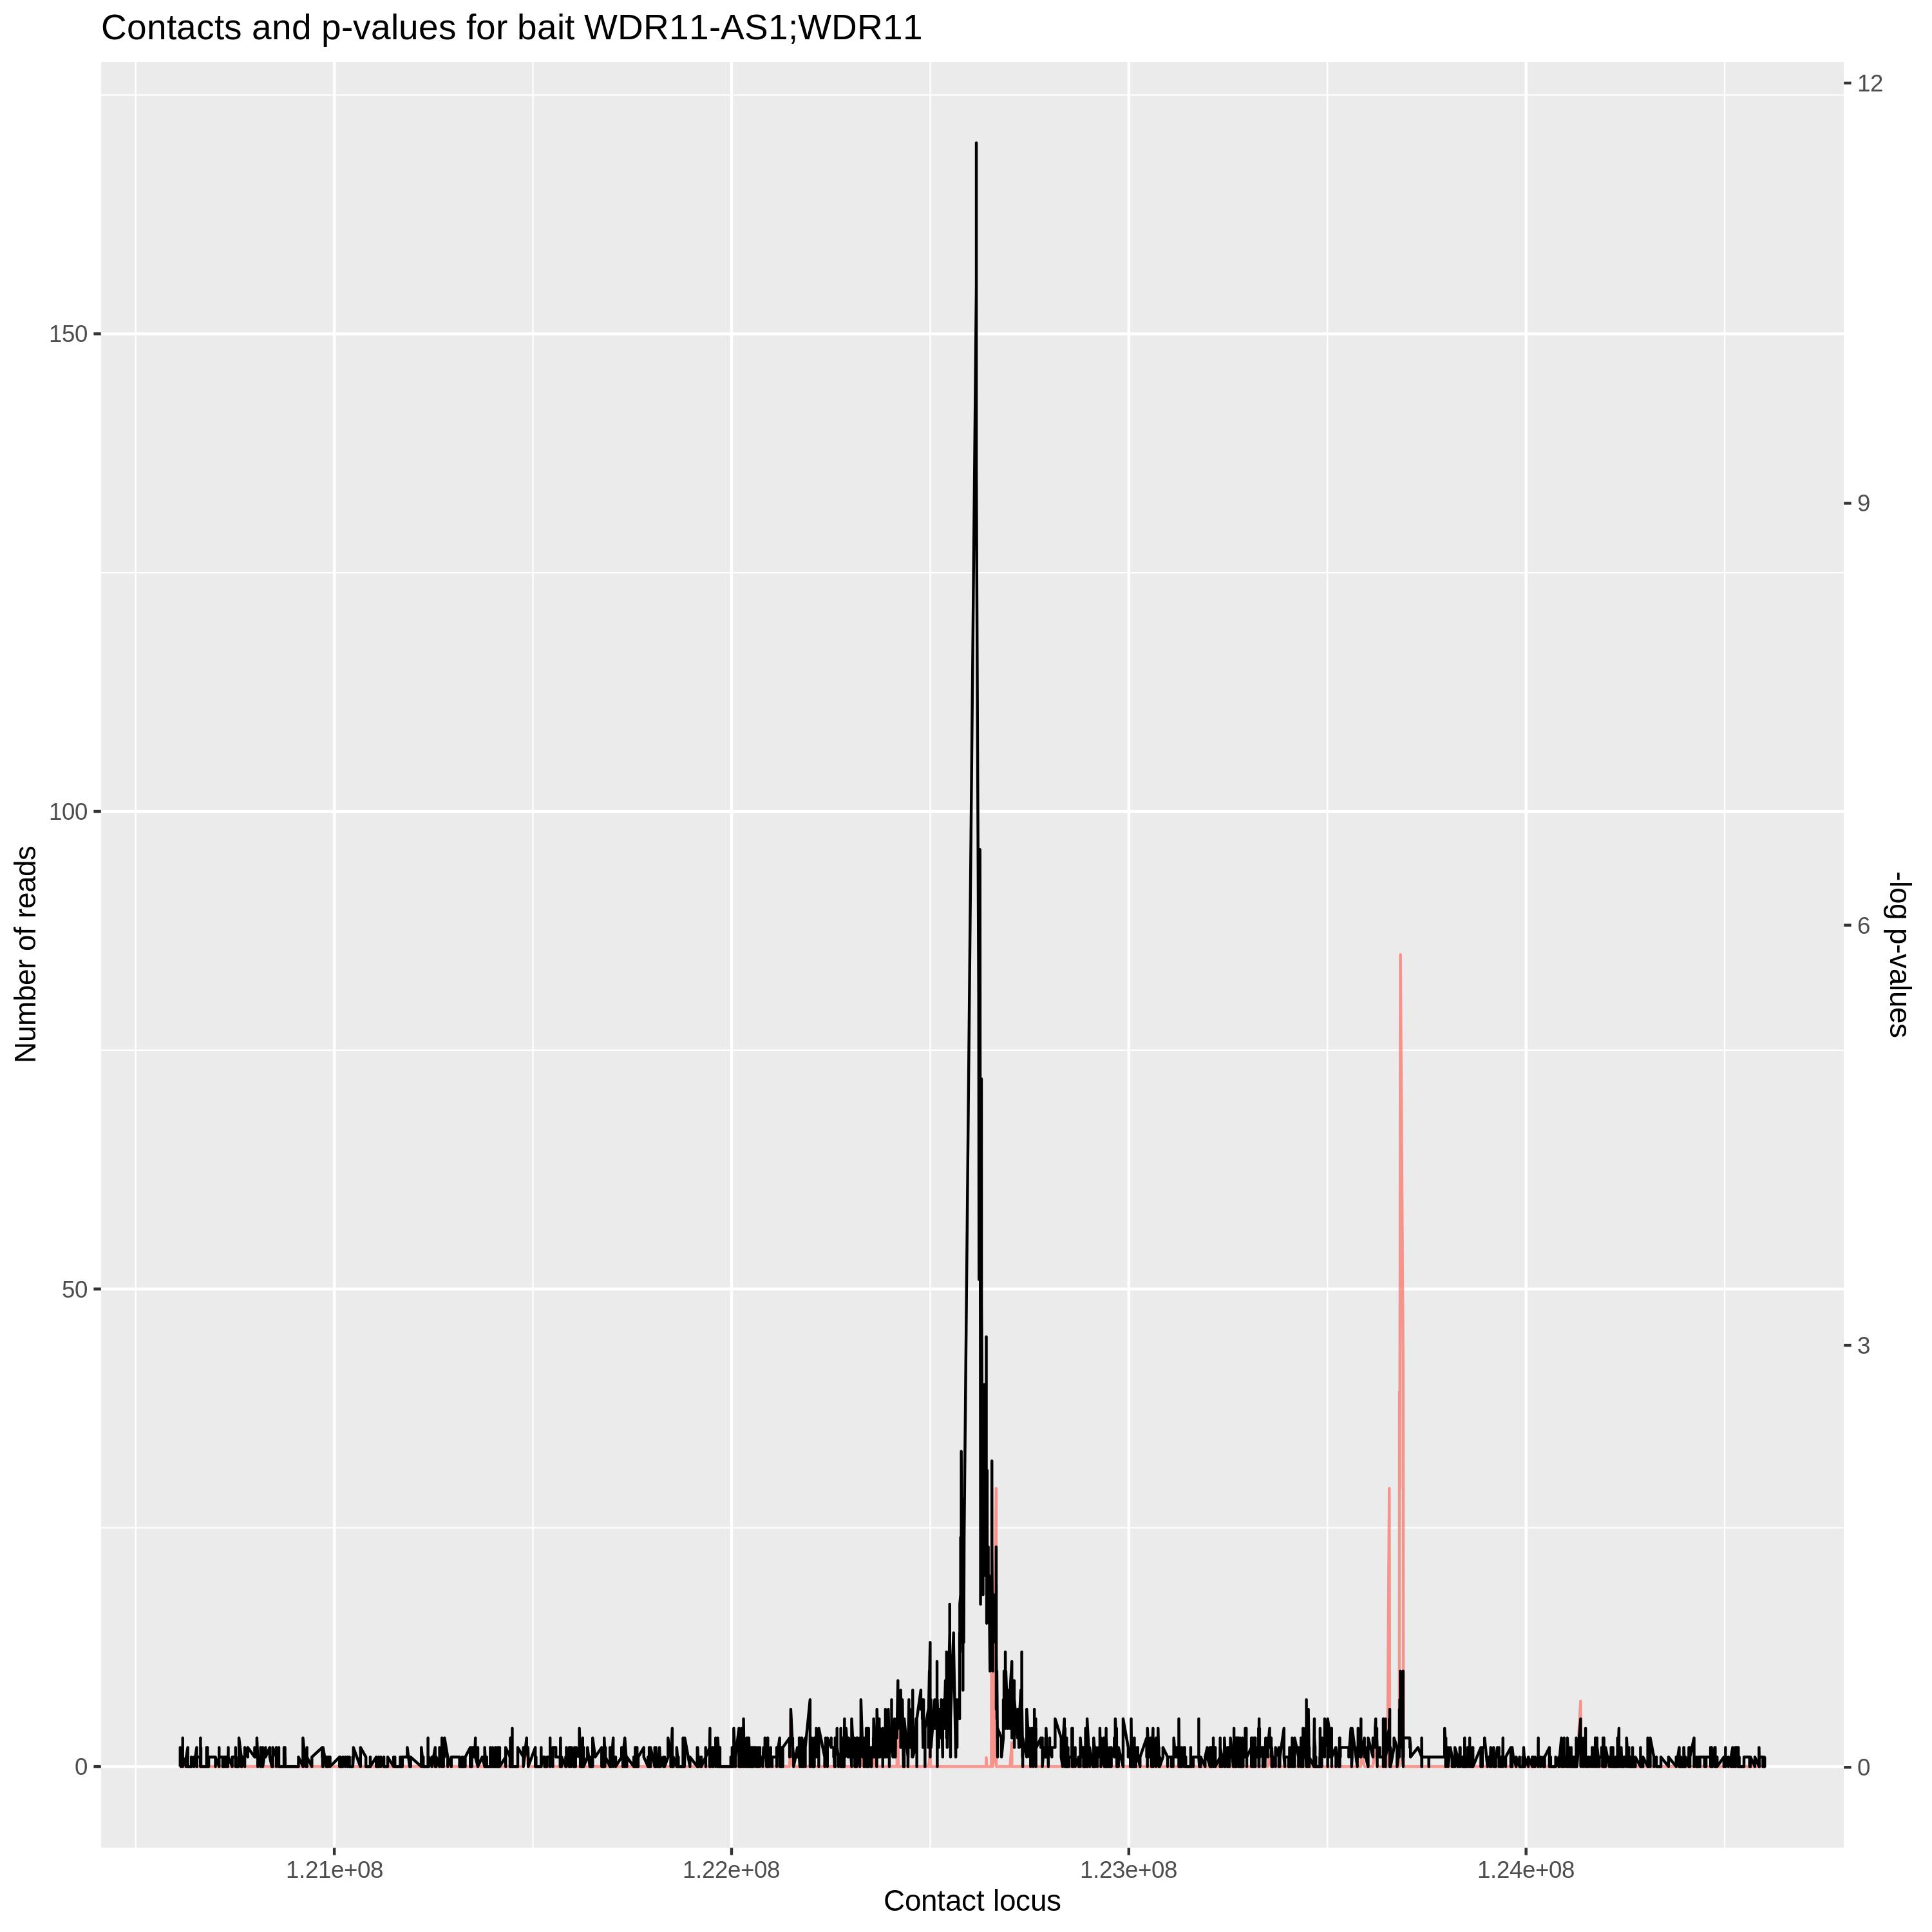 Contacts and p-values for bait WDR11-AS1;WDR11
12
150
9
100
6
Number of reads
-log p-values
50
3
0
0
1.21e+08
1.22e+08
1.23e+08
1.24e+08
Contact locus